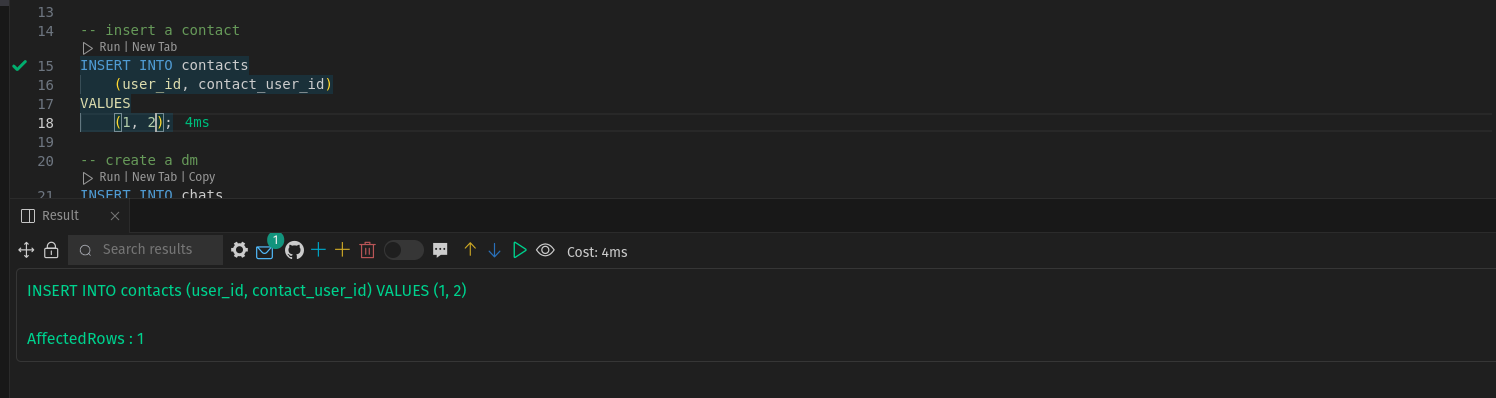 13
14 -- insert a contact
Run | New Tab
15 INSERT INTO contacts
16 (user_id, contact_user_id)
17 VALUES
18 (1, 2); 4ms
19
20 -- create a dm
Run | New Tab | Copy
21 INSERT INTO chats
Result
Search results 1 Cost: 4ms
INSERT INTO contacts (user_id, contact_user_id) VALUES (1, 2)
AffectedRows : 1